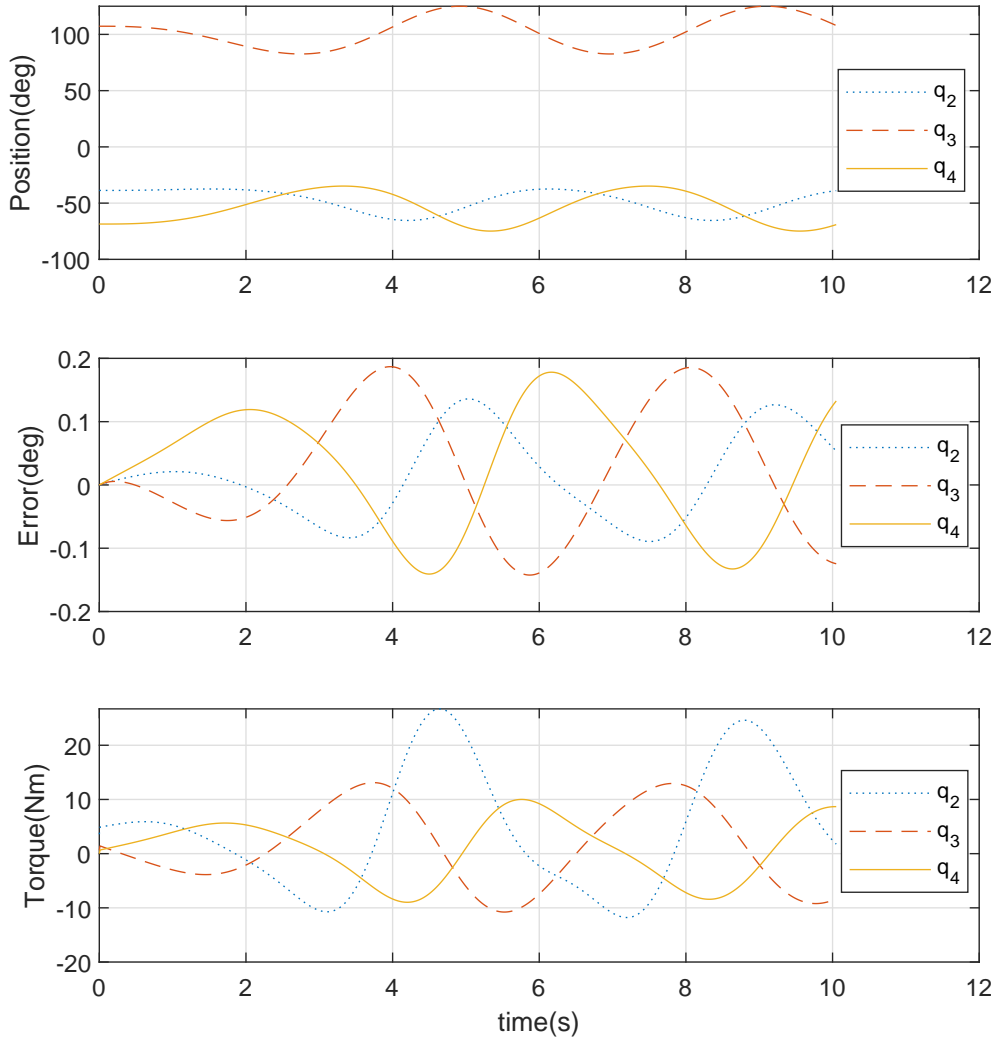 Position(deg)
100
50
0
-50
-100
0 2 4 6 8 10 12
q2
q3
q4
Error(deg)
0.2
0.1
0
-0.1
-0.2
0 2 4 6 8 10 12
q2
q3
q4
Torque(Nm)
20
10
0
-10
-20
0 2 4 6 8 10 12
q2
q3
q4
time(s)